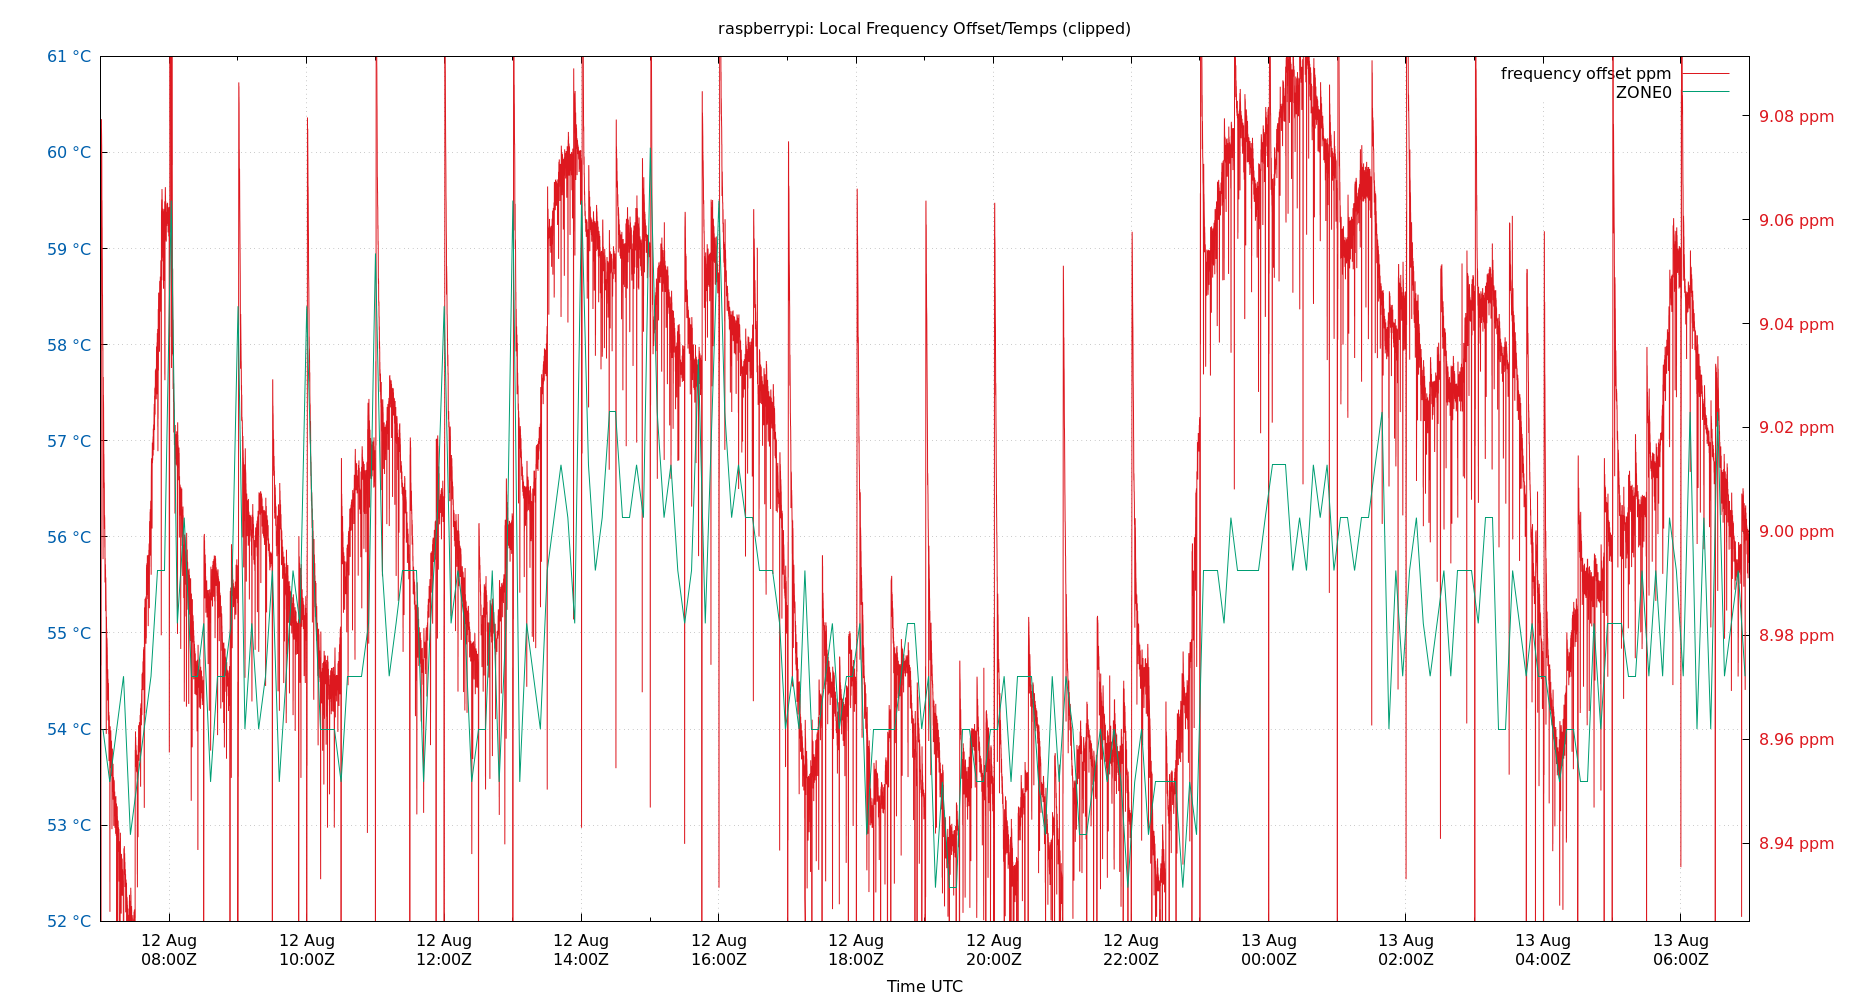 raspberrypi: Local Frequency Offset/Temps (clipped)
61 °C
60 °C
59 °C
58 °C
57 °C
56 °C
55 °C
54 °C
53 °C
52 °C
frequency offset ppm
ZONE0
9.08 ppm
9.06 ppm
9.04 ppm
9.02 ppm
9.00 ppm
8.98 ppm
8.96 ppm
8.94 ppm
12 Aug 12 Aug 12 Aug 12 Aug 12 Aug 12 Aug 12 Aug 12 Aug 13 Aug 13 Aug 13 Aug 13 Aug
08:00Z 10:00Z 12:00Z 14:00Z 16:00Z 18:00Z 20:00Z 22:00Z 00:00Z 02:00Z 04:00Z 06:00Z
Time UTC